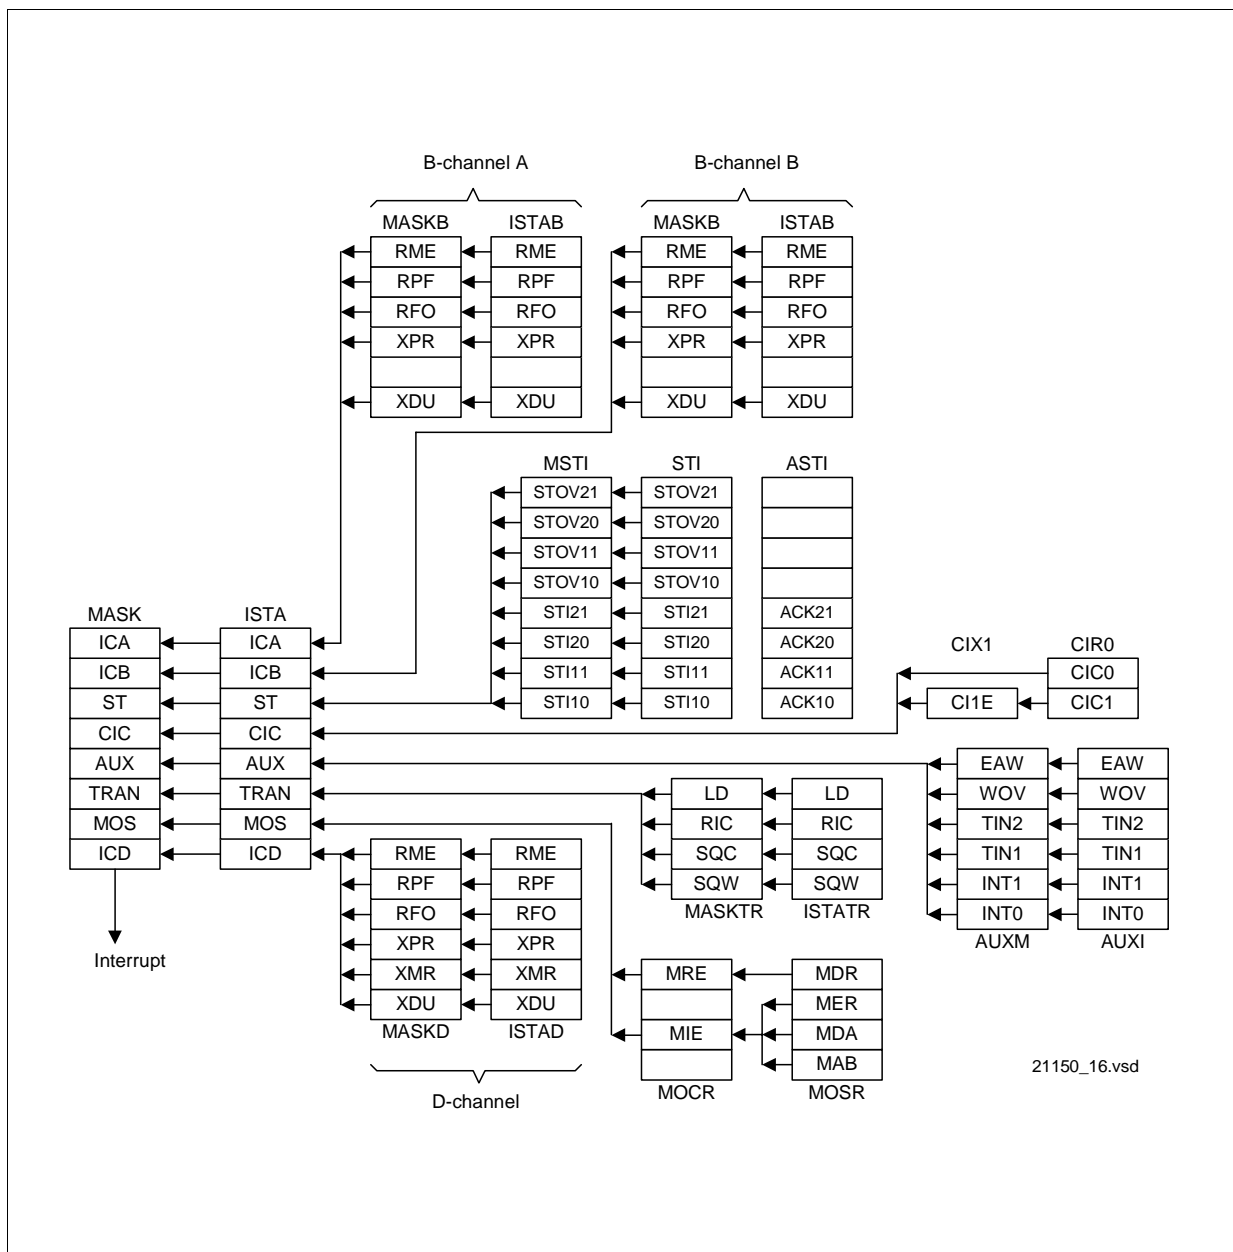 B-channel A B-channel B
MASKB ISTAB MASKB ISTAB
RME RME RME RME
RPF RPF RPF RPF
RFO RFO RFO RFO
XPR XPR XPR XPR
XDU XDU XDU XDU
MSTI STI ASTI
STOV21 STOV21
STOV20 STOV20
STOV11 STOV11
STOV10 STOV10
MASK ISTA STI21 STI21 ACK21
ICA ICA STI20 STI20 ACK20 CIX1 CIR0
ICB ICB STI11 STI11 ACK11 CIC0
ST ST STI10 STI10 ACK10 CI1E CIC1
CIC CIC
AUX AUX EAW EAW
TRAN TRAN LD LD WOV WOV
MOS MOS RIC RIC TIN2 TIN2
ICD ICD RME RME SQC SQC TIN1 TIN1
RPF RPF SQW SQW INT1 INT1
RFO RFO MASKTR ISTATR INT0 INT0
XPR XPR AUXM AUXI
Interrupt
XMR XMR MRE MDR
XDU XDU MER
MASKD ISTAD MIE MDA
MAB
21150_16.vsd
MOCR MOSR
D-channel